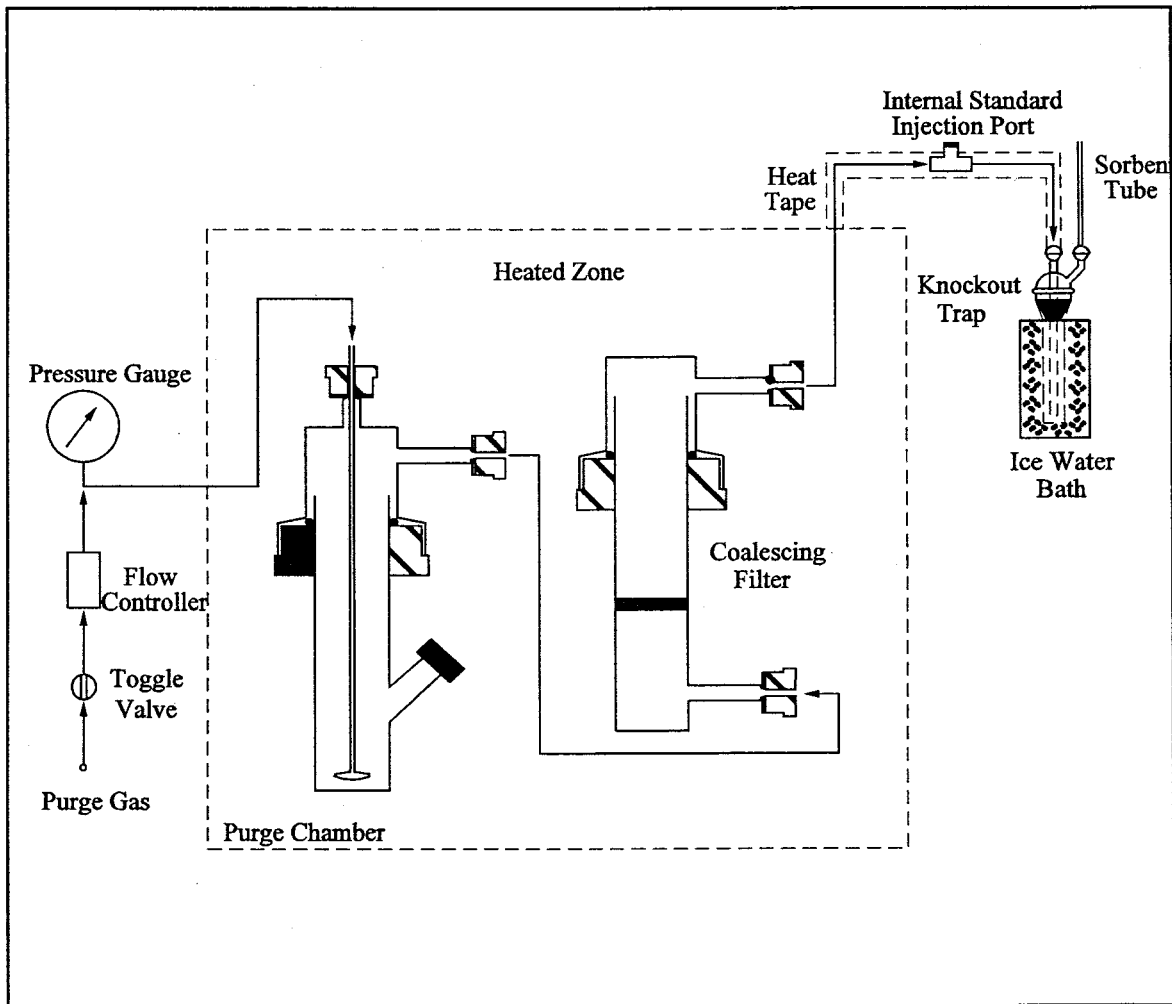 Internal Standard
Injection Port
Heat
Tape
Sorben
Tube
Heated Zone
Knockout
Trap
Pressure Gauge
Ice Water
Bath
Coalescing
Filter
Flow
Controller
Toggle
Valve
Purge Gas
Purge Chamber